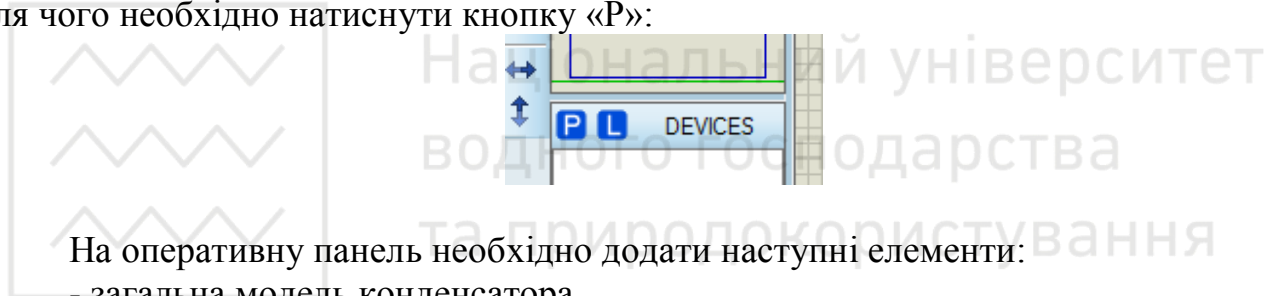 ля чого необхідно натиснути кнопку «Р»:
Національний університет
водного господарства
та природокористування
P L DEVICES
На оперативну панель необхідно додати наступні елементи:
- загальна модель конденсатора